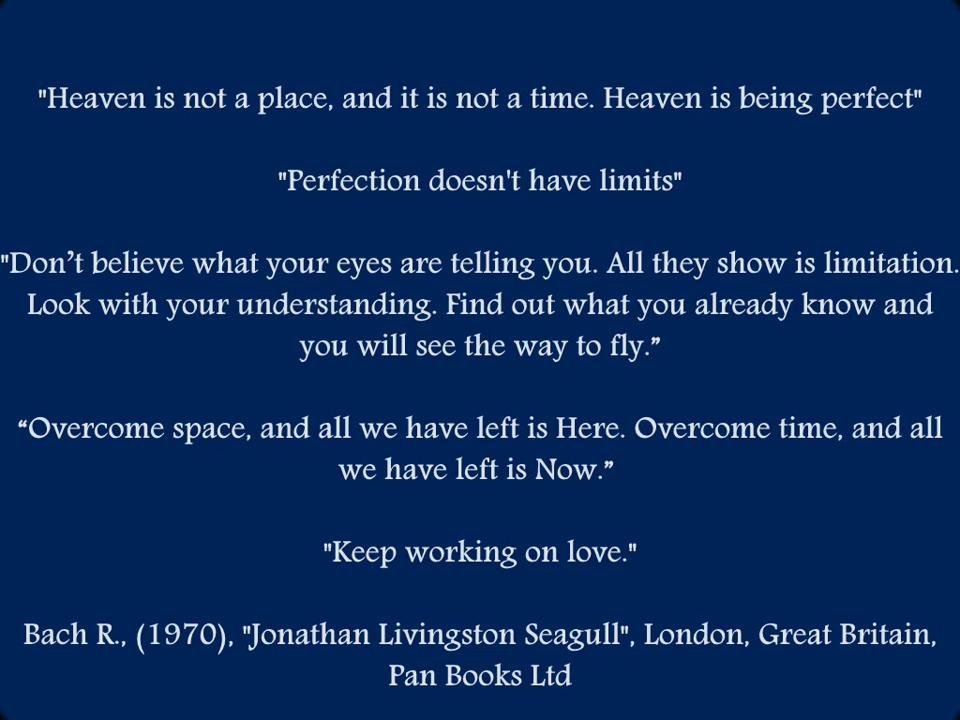 "Heaven is not a place, and it is not a time. Heaven is being perfect"
"Perfection doesn't have limits"
"Don’t believe what your eyes are telling you. All they show is limitation.
Look with your understanding. Find out what you already know and
you will see the way to fly.”
“Overcome space, and all we have left is Here. Overcome time, and all
we have left is Now.”
"Keep working on love."
Bach R., (1970), "Jonathan Livingston Seagull", London, Great Britain,
Pan Books Ltd